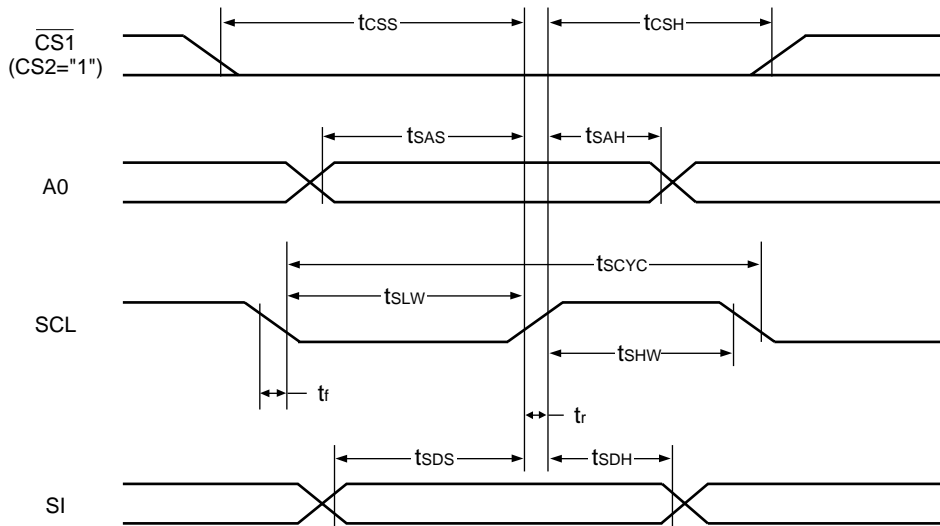 tCSS
tCSH
CS1
(CS2="1")
tSAS
tSAH
A0
tSCYC
tSLW
SCL
tSHW
tf
tr
tSDS
tSDH
SI